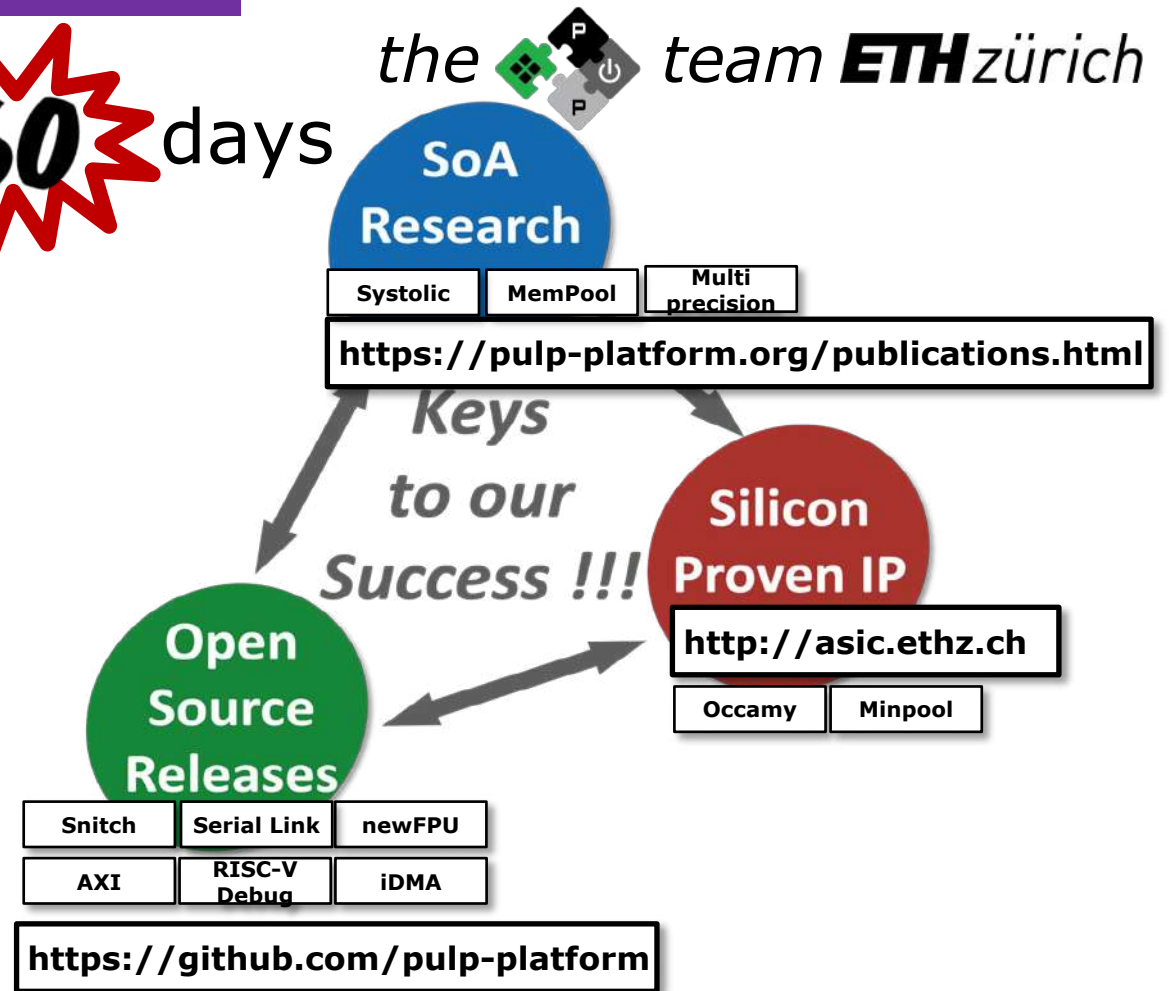 the P P team ETH zürich
days
SoA
Research
Systolic MemPool Multi
precision
https://pulp-platform.org/publications.html
Keys
to our
Success !!!
Silicon
Proven IP
http://asic.ethz.ch
Occamy Minpool
Open
Source
Releases
Snitch Serial Link newFPU
AXI RISC-V
Debug iDMA
https://github.com/pulp-platform